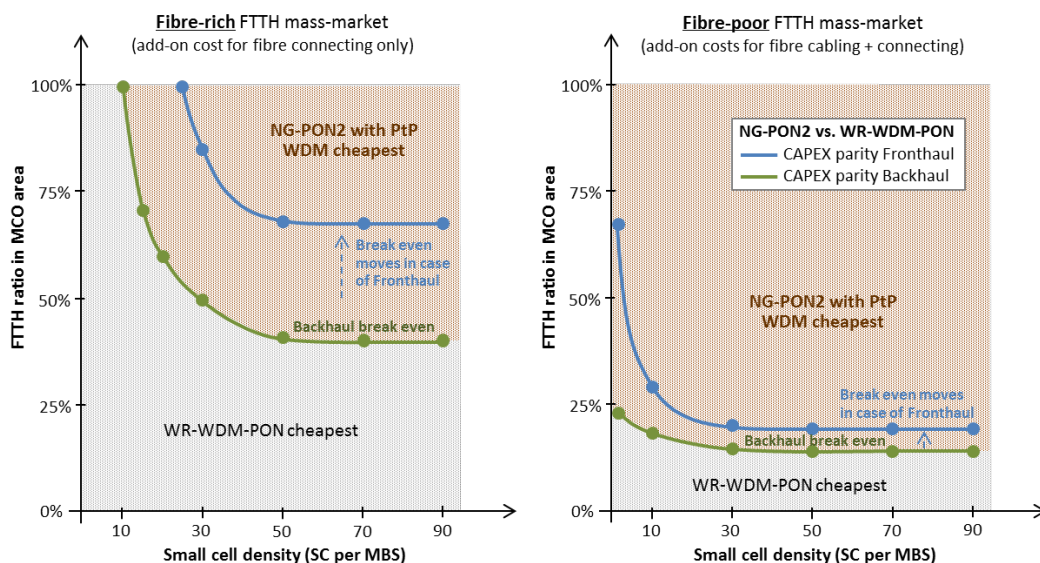 Fibre-rich FTTH mass-market
(add-on cost for fibre connecting only)
FTTH ratio in MCO area
100%
75%
50%
25%
0%
NG-PON2 with PtP
WDM cheapest
Break even
moves in case
of Fronthaul
Backhaul break even
WR-WDM-PON cheapest
10
30
50
70
90
Small cell density (SC per MBS)
Fibre-poor FTTH mass-market
(add-on costs for fibre cabling + connecting)
FTTH ratio in MCO area
100%
75%
50%
25%
0%
NG-PON2 vs. WR-WDM-PON
CAPEX parity Fronthaul
CAPEX parity Backhaul
NG-PON2 with PtP
WDM cheapest
Break even moves
in case of Fronthaul
Backhaul break even
WR-WDM-PON cheapest
10
30
50
70
90
Small cell density (SC per MBS)